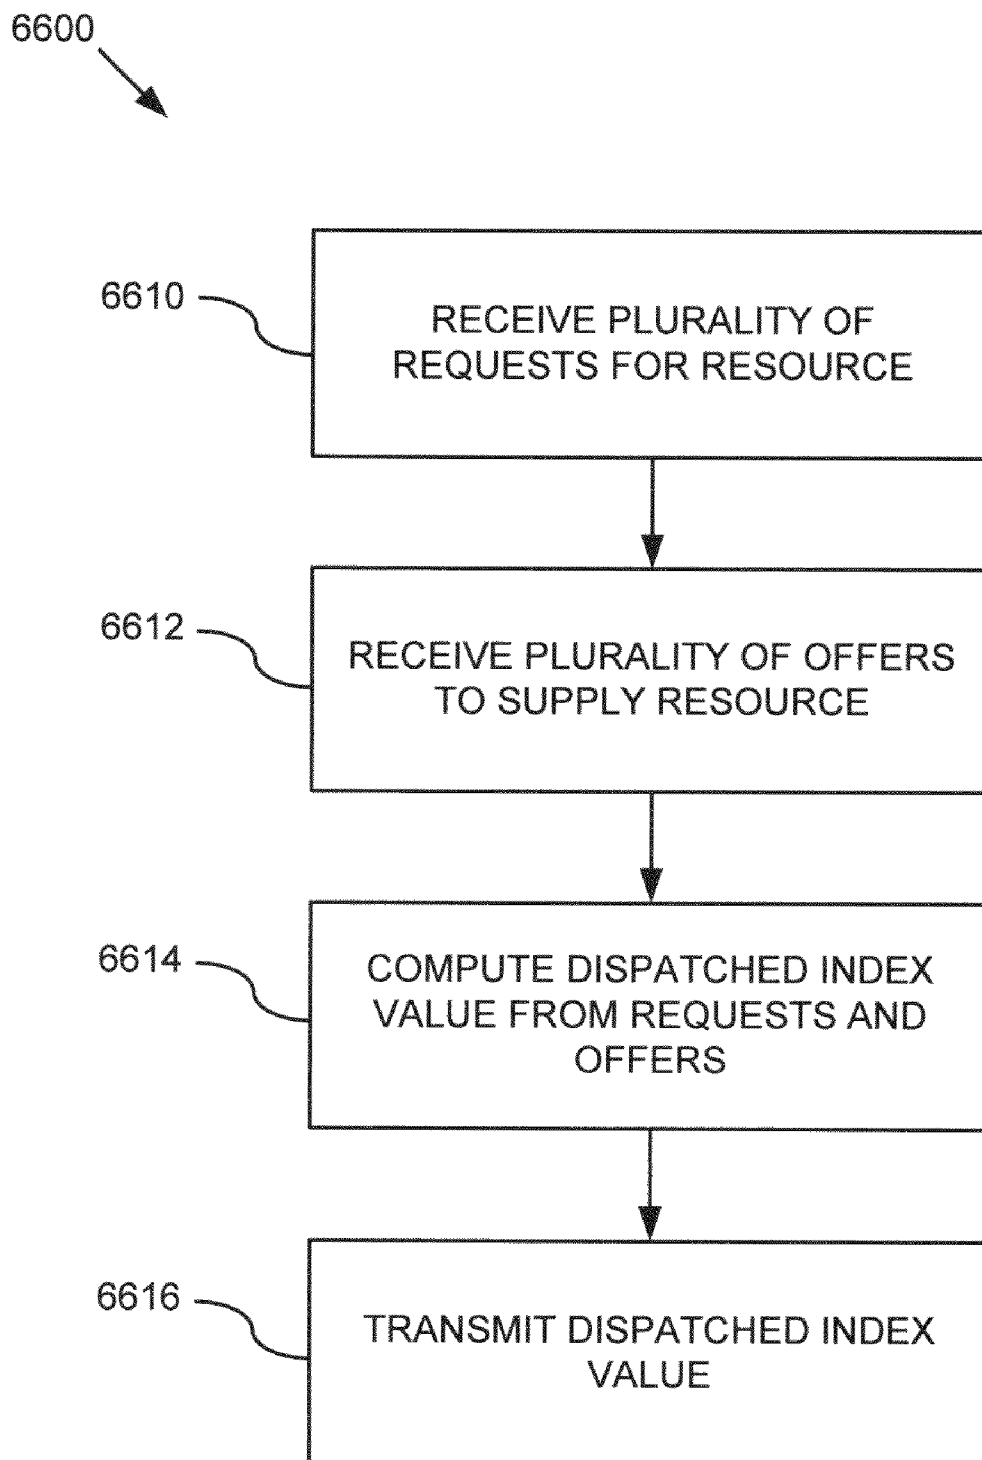 6600
6610
RECEIVE PLURALITY OF
REQUESTS FOR RESOURCE
6612
RECEIVE PLURALITY OF OFFERS
TO SUPPLY RESOURCE
6614
COMPUTE DISPATCHED INDEX
VALUE FROM REQUESTS AND
OFFERS
6616
TRANSMIT DISPATCHED INDEX
VALUE